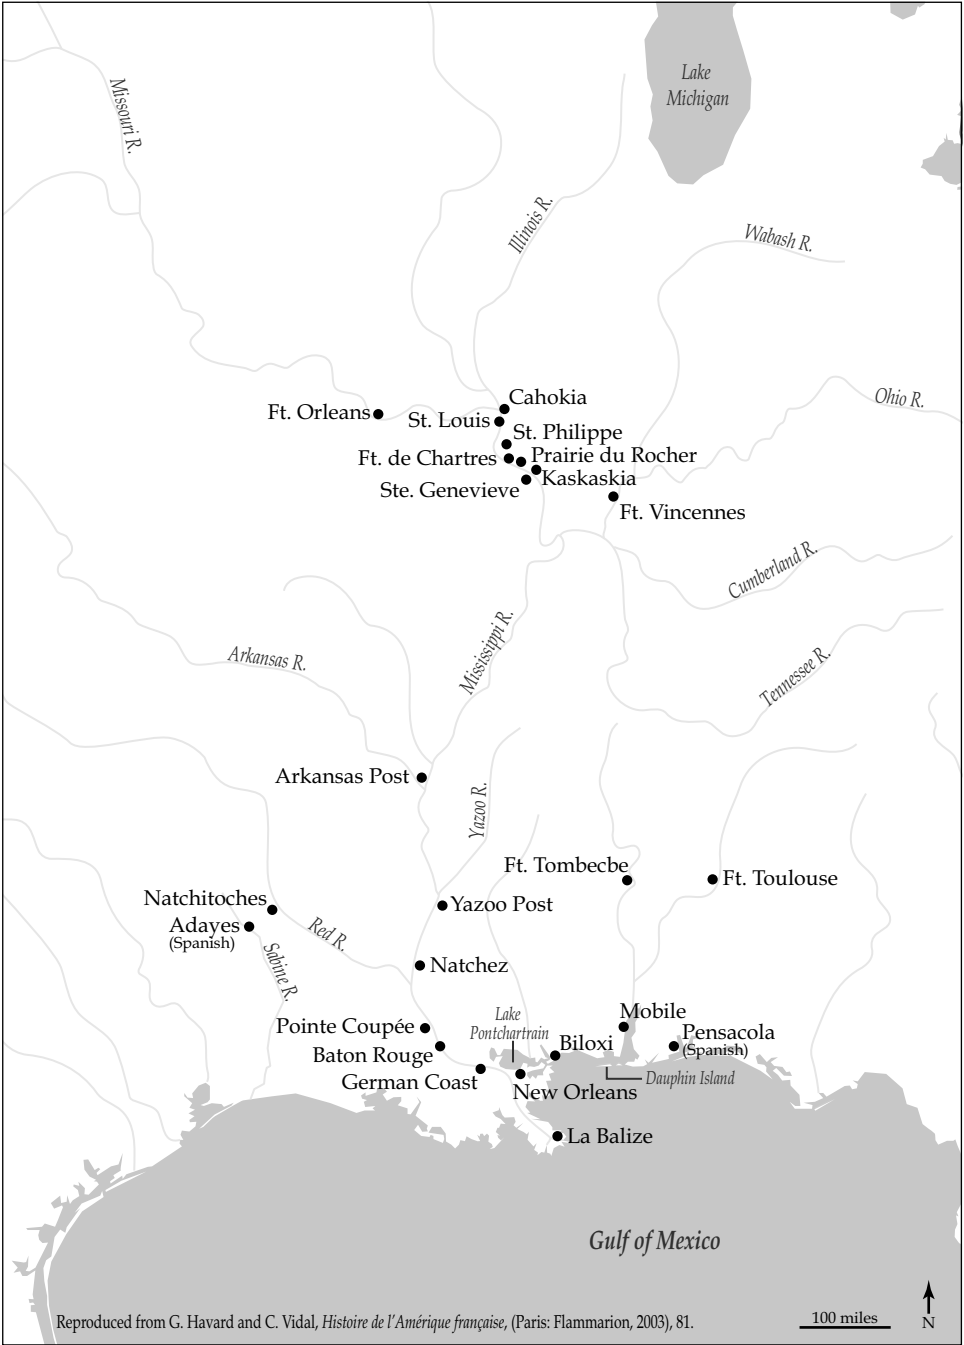 Lake
Michigan
Missouri R.
Illinois R.
Wabash R.
Ohio R.
Cahokia
Ft. Orleans
St. Louis
St. Philippe
Ft. de Chartres
Prairie du Rocher
Kaskaskia
Ste. Genevieve
Ft. Vincennes
Cumberland R.
Mississippi R.
Arkansas R.
Tennessee R.
Arkansas Post
Yazoo R.
Ft. Tombecbe
Ft. Toulouse
Natchitoches
Yazoo Post
Adayes
(Spanish)
Red R.
Sabine R.
Natchez
Lake
Pontchartrain
Mobile
Pointe Coupée
Pensacola
(Spanish)
Biloxi
Baton Rouge
German Coast
Dauphin Island
New Orleans
La Balize
Gulf of Mexico
Reproduced from G. Havard and C. Vidal, Histoire de l'Amérique française, (Paris: Flammarion, 2003), 81.
100 miles
N